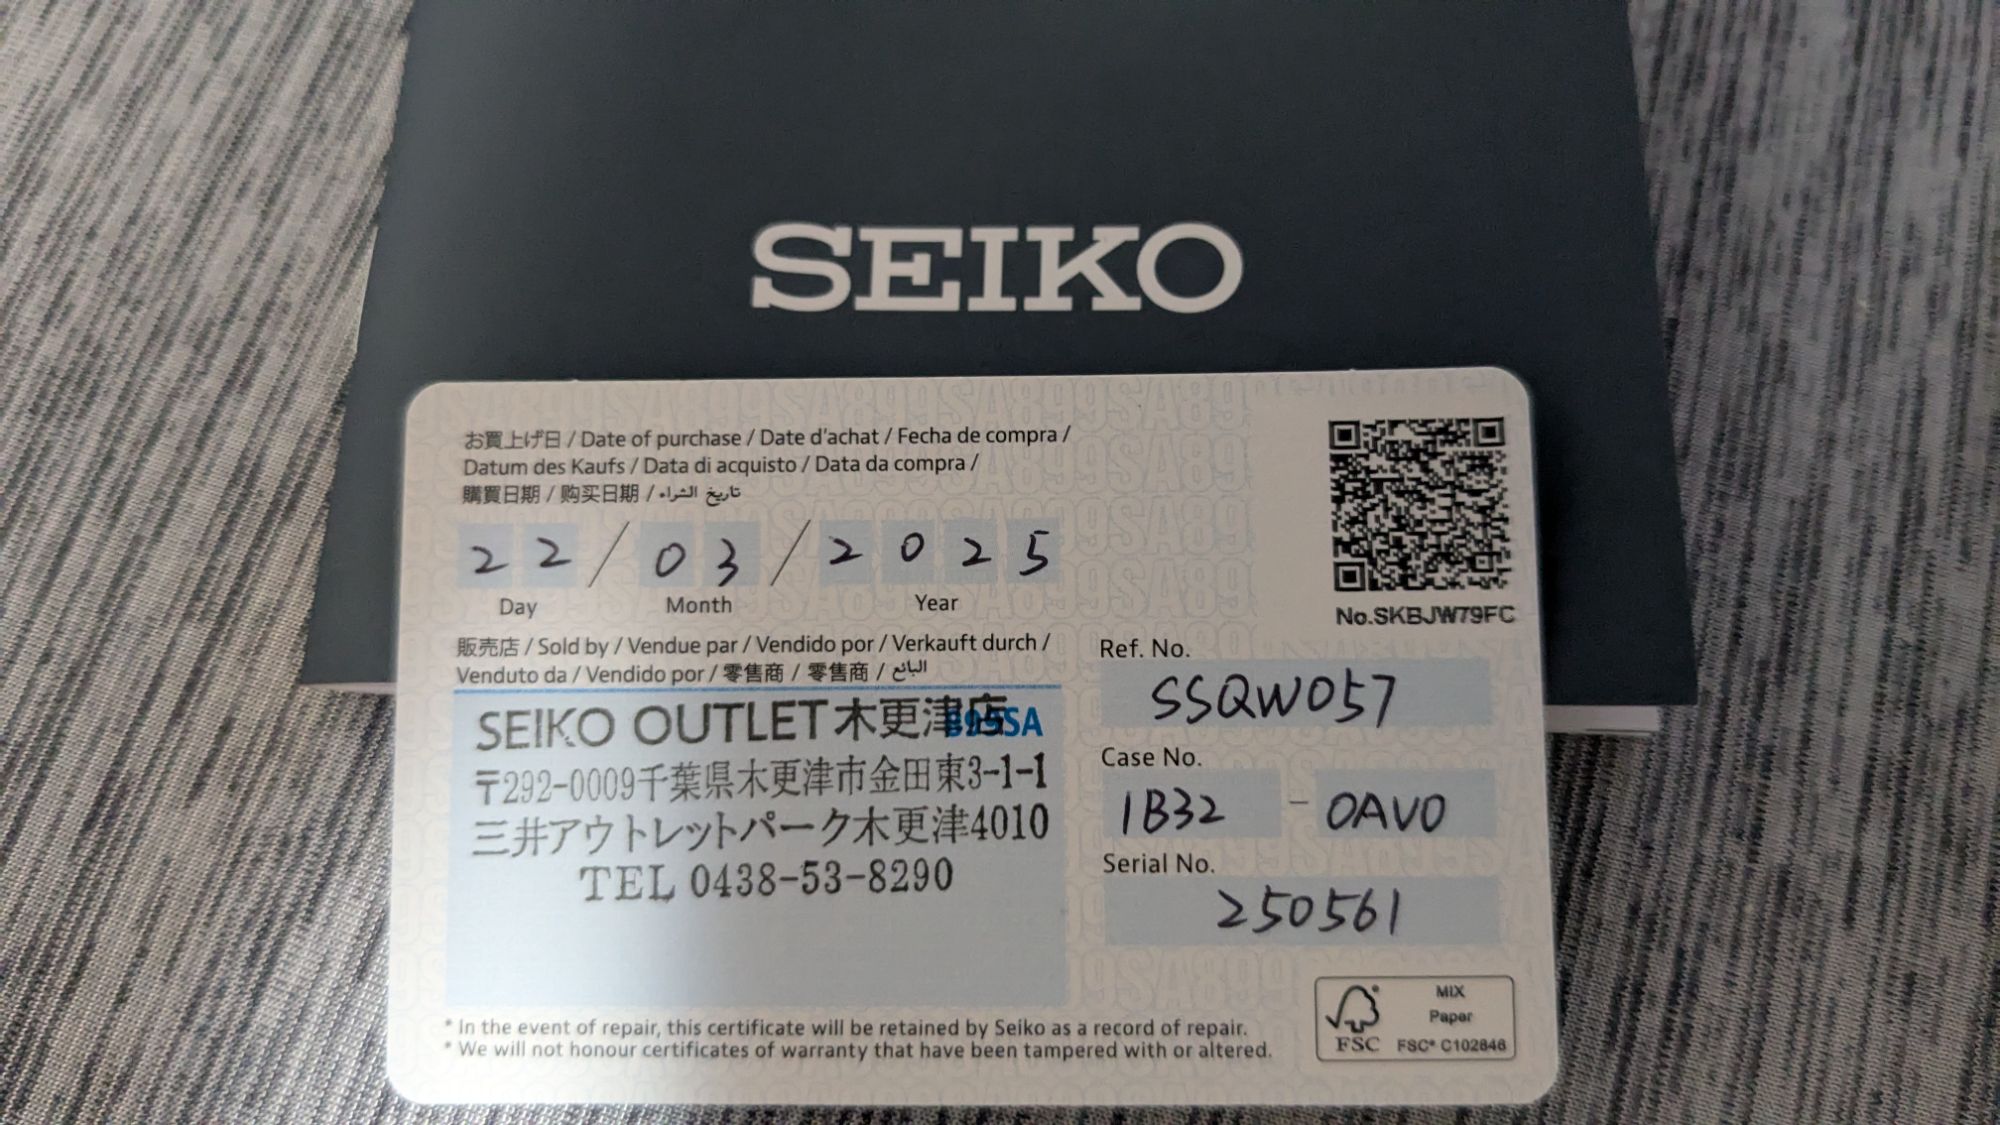 SEIKO
お買上げ日 / Date of purchase / Date d'achat / Fecha de compra /
Datum des Kaufs / Data di acquisto / Data da compra /
購買日期 / 购买日期 / تاريخ الشراء
22 / 03 / 2025
Day Month Year
No.SKBJW79FC
販売店 / Sold by / Vendue par / Vendido por / Verkauft durch /
Venduto da / Vendido por / 零售商 / 零售商 / البائع
899SA
SEIKO OUTLET木更津店
〒292-0009千葉県木更津市金田東3-1-1
三井アウトレットパーク木更津4010
TEL 0438-53-8290
Ref. No.
SSQW057
Case No.
1B32 - 0AV0
Serial No.
250561
* In the event of repair, this certificate will be retained by Seiko as a record of repair.
* We will not honour certificates of warranty that have been tampered with or altered.
FSC
MIX
Paper
FSC® C102846